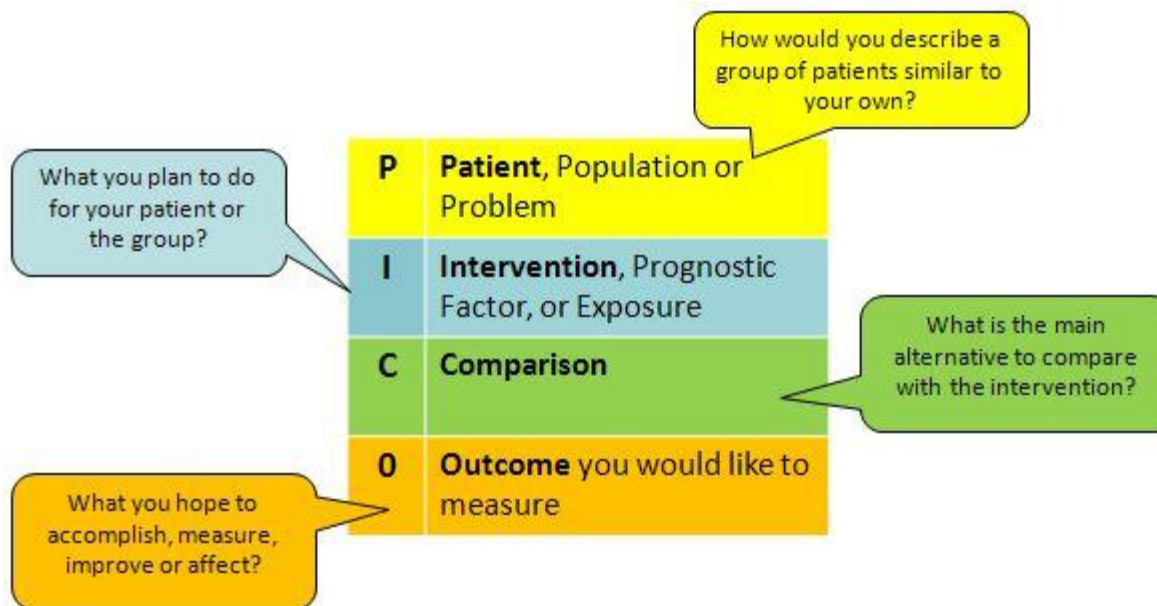 How would you describe a
group of patients similar to
your own?
What you plan to do
for your patient or
the group?
P Patient, Population or
Problem
I Intervention, Prognostic
Factor, or Exposure
What is the main
alternative to compare
with the intervention?
C Comparison
0 Outcome you would like to
measure
What you hope to
accomplish, measure,
improve or affect?